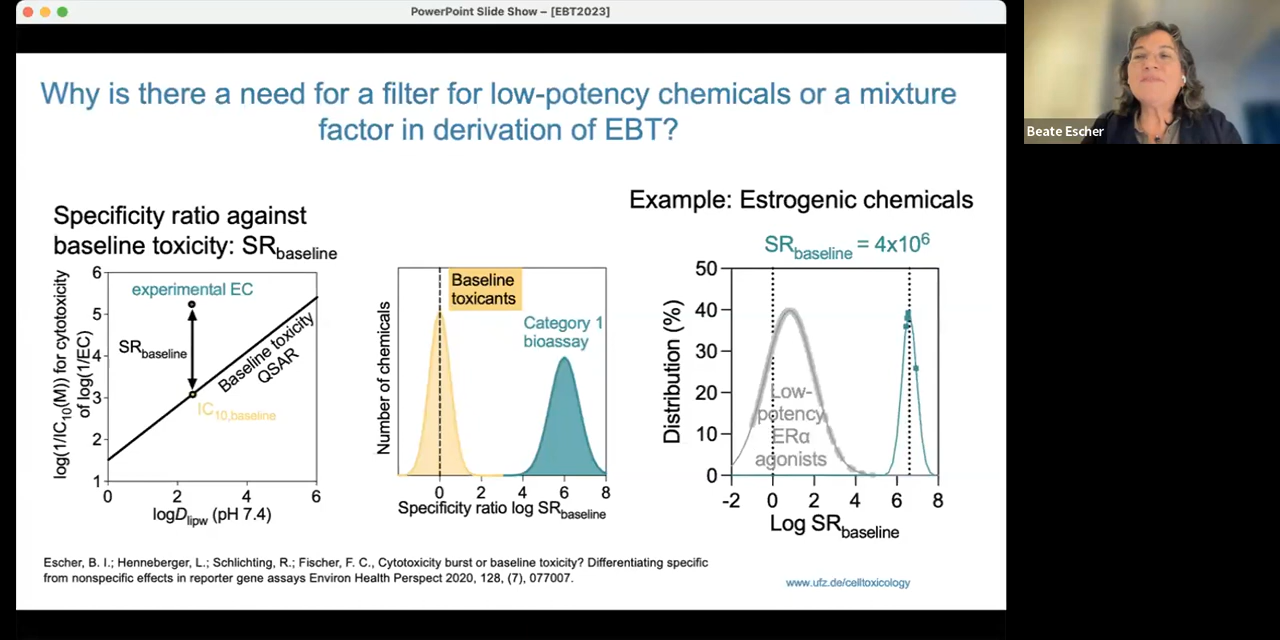 PowerPoint Slide Show – [EBT2023]
Why is there a need for a filter for low-potency chemicals or a mixture
factor in derivation of EBT?
Specificity ratio against
baseline toxicity: SRbaseline
log(1/IC10(M)) for cytotoxicity
of log(1/EC)
6
5
4
3
2
1
experimental EC
SRbaseline
Baseline toxicity
QSAR
IC10,baseline
0 2 4 6
logDlipw (pH 7.4)
Number of chemicals
Baseline
toxicants
Category 1
bioassay
0 2 4 6 8
Specificity ratio log SRbaseline
Example: Estrogenic chemicals
SRbaseline = 4x10⁶
Distribution (%)
50
40
30
20
10
0
Low-
potency
ERα
agonists
-2 0 2 4 6 8
Log SRbaseline
Escher, B. I.; Henneberger, L.; Schlichting, R.; Fischer, F. C., Cytotoxicity burst or baseline toxicity? Differentiating specific
from nonspecific effects in reporter gene assays Environ Health Perspect 2020, 128, (7), 077007.
www.ufz.de/celltoxicology
Beate Escher